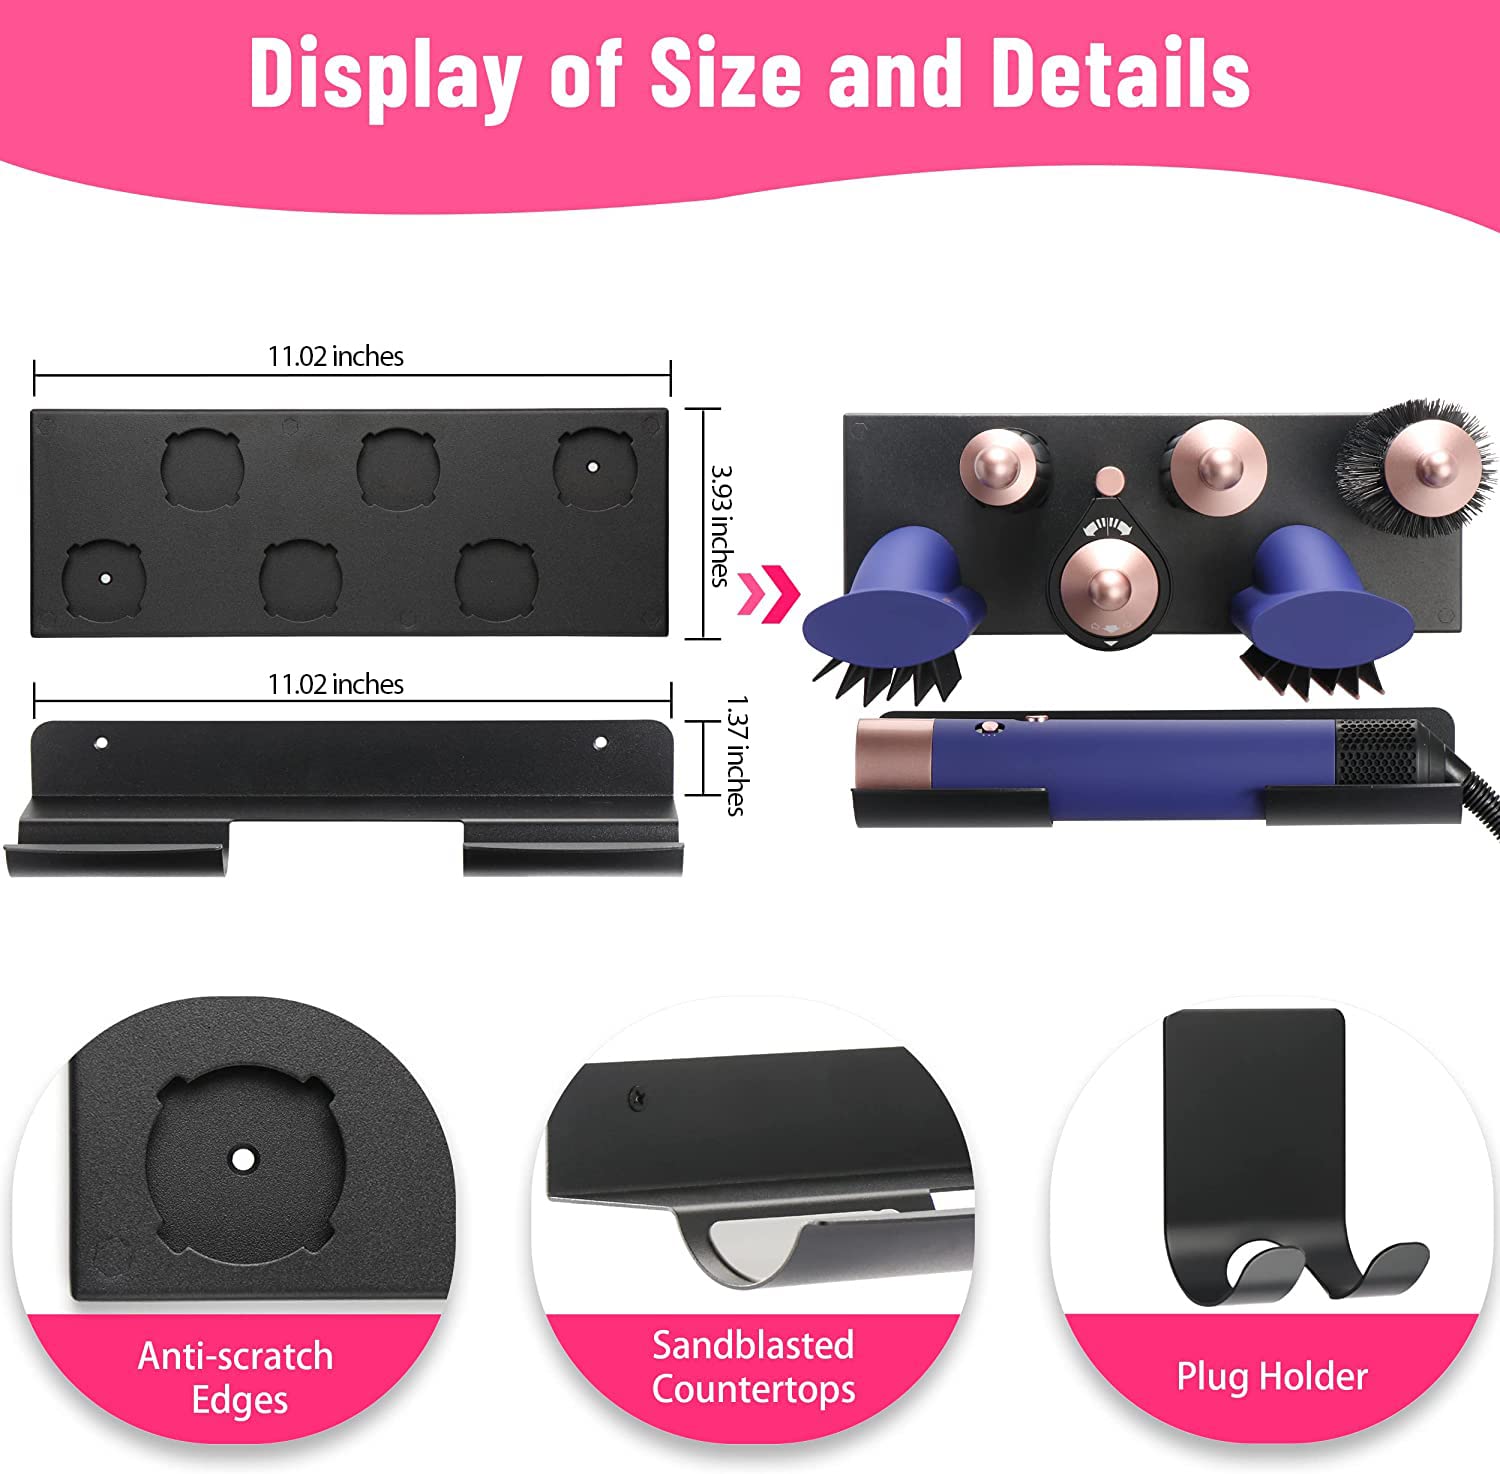 Display of Size and Details
11.02 inches
3.93 inches
11.02 inches
1.37 inches
Anti-scratch
Edges
Sandblasted
Countertops
Plug Holder